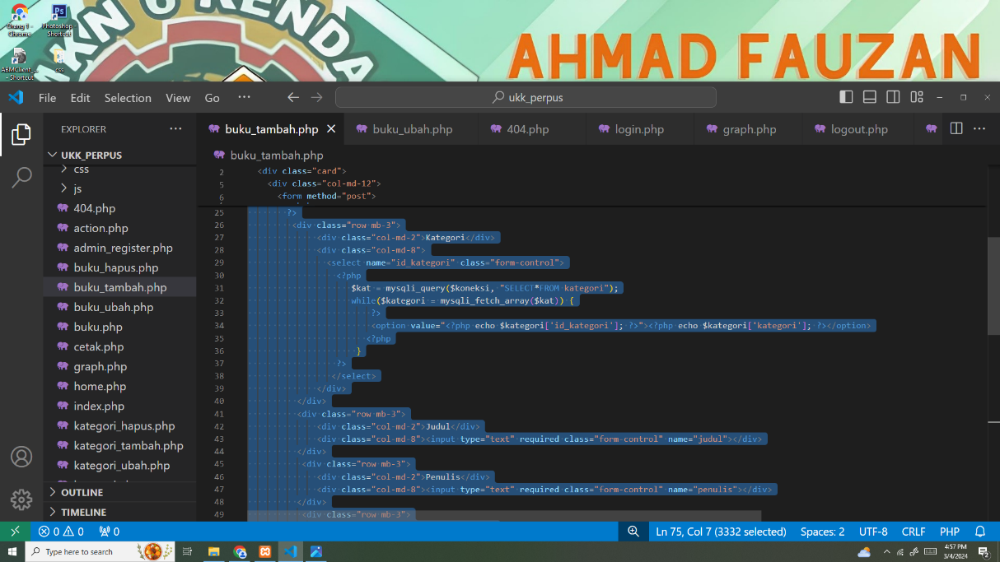 KN 6 RENDA
AHMAD FAUZAN
Orang 1 -
Chrome
Photoshop -
Shortcut
ABMClient_...
- Shortcut
css
File Edit Selection View Go ··· ukk_perpus
EXPLORER ···
UKK_PERPUS
css
js
404.php
action.php
admin_register.php
buku_hapus.php
buku_tambah.php
buku_ubah.php
buku.php
cetak.php
graph.php
home.php
index.php
kategori_hapus.php
kategori_tambah.php
kategori_ubah.php
OUTLINE
TIMELINE
buku_tambah.php buku_ubah.php 404.php login.php graph.php logout.php ···
buku_tambah.php
2 <div class="card">
5 <div class="col-md-12">
6 <form method="post">
25 ?>
26 <div class="row mb-3">
27 <div class="col-md-2">Kategori</div>
28 <div class="col-md-8">
29 <select name="id_kategori" class="form-control">
30 <?php
31 $kat = mysqli_query($koneksi, "SELECT*FROM kategori");
32 while($kategori = mysqli_fetch_array($kat)) {
33 ?>
34 <option value="<?php echo $kategori['id_kategori']; ?>"><?php echo $kategori['kategori']; ?></option>
35 <?php
36 }
37 ?>
38 </select>
39 </div>
40 </div>
41 <div class="row mb-3">
42 <div class="col-md-2">Judul</div>
43 <div class="col-md-8"><input type="text" required class="form-control" name="judul"></div>
44 </div>
45 <div class="row mb-3">
46 <div class="col-md-2">Penulis</div>
47 <div class="col-md-8"><input type="text" required class="form-control" name="penulis"></div>
48 </div>
49 <div class="row mb-3">
0 0 0 Ln 75, Col 7 (3332 selected) Spaces: 2 UTF-8 CRLF PHP
Type here to search
4:57 PM
3/4/2024
2